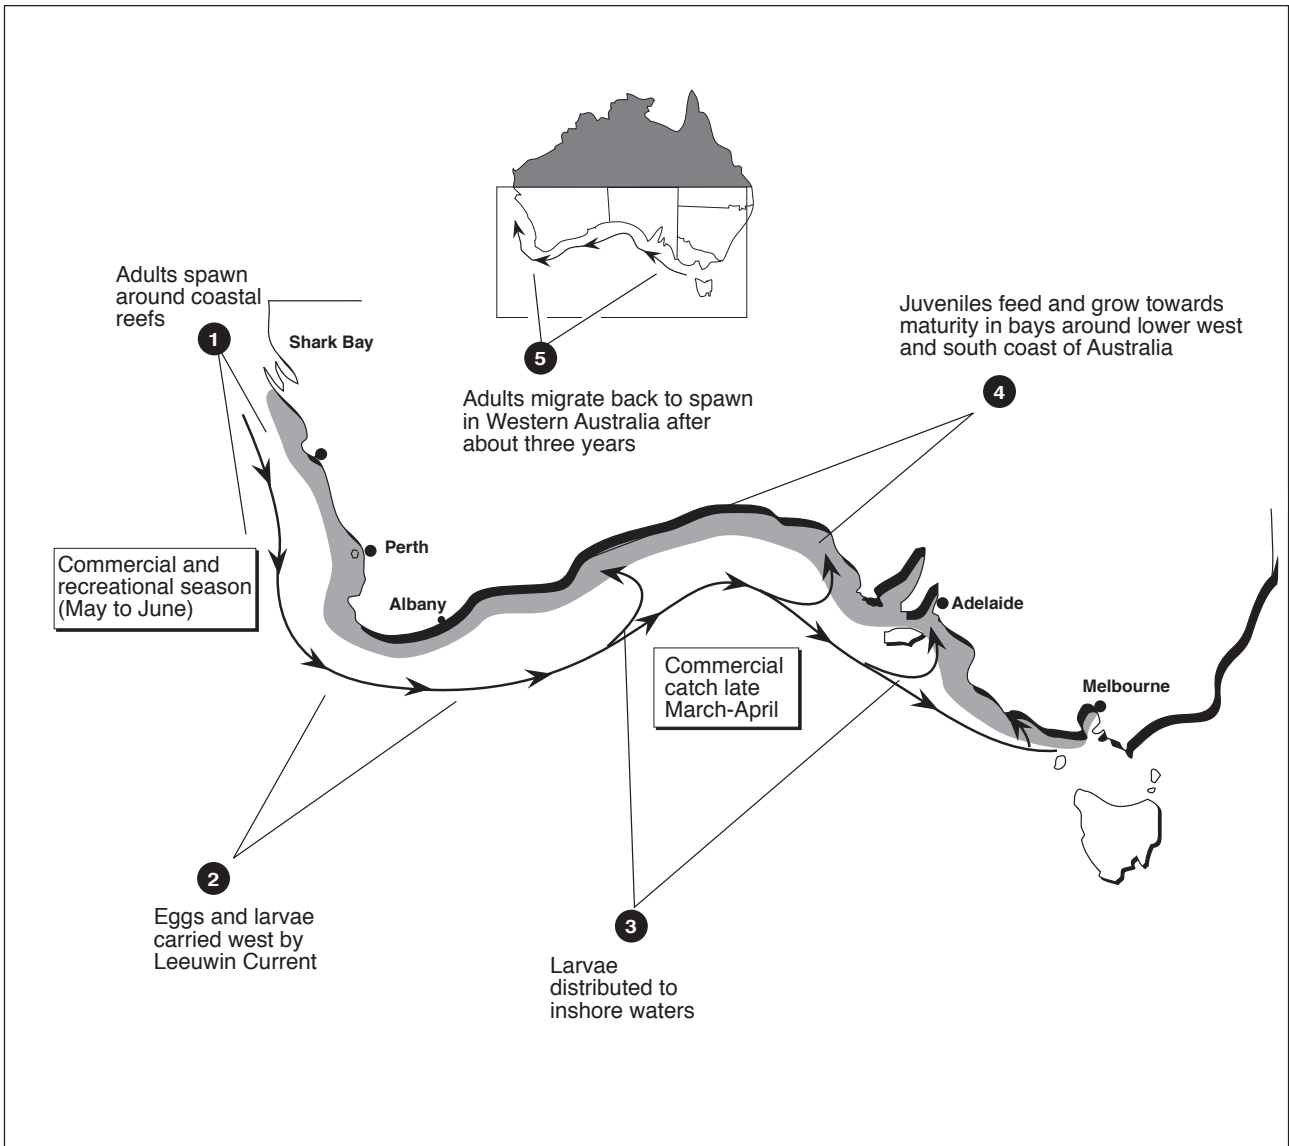 Adults spawn
around coastal
reefs
1
Shark Bay
5
Adults migrate back to spawn
in Western Australia after
about three years
Juveniles feed and grow towards
maturity in bays around lower west
and south coast of Australia
4
Commercial and
recreational season
(May to June)
Perth
Albany
Adelaide
Commercial
catch late
March-April
Melbourne
2
Eggs and larvae
carried west by
Leeuwin Current
3
Larvae
distributed to
inshore waters